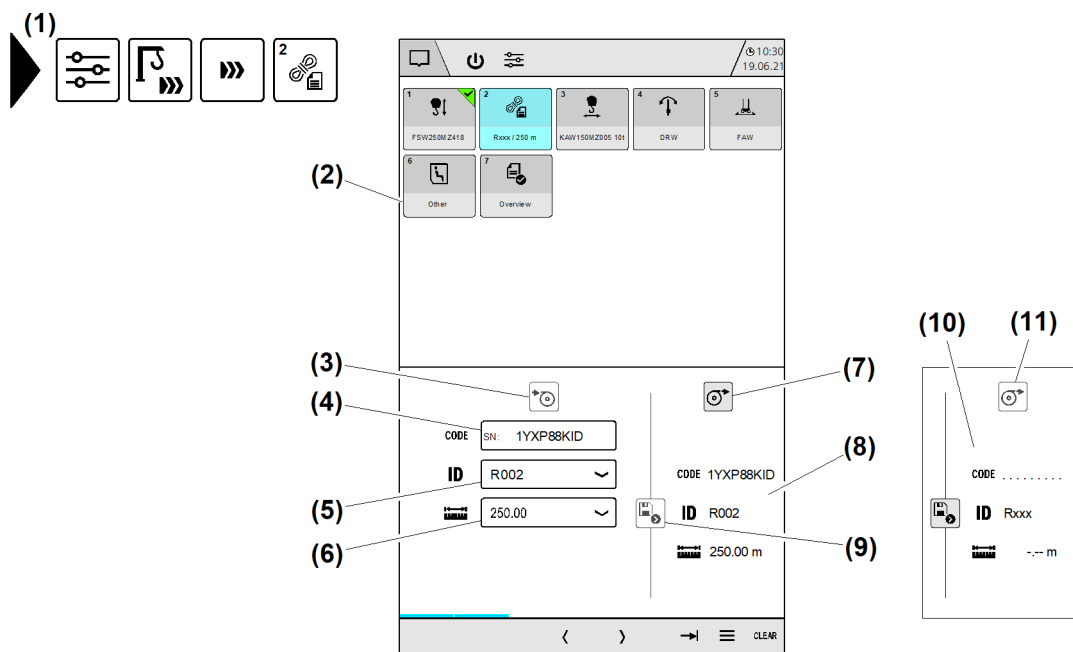 (1)
2
10:30
19.06.21
1 2 3 4 5
FSW250MZ418 Rxxx / 250 m KAW150MZ005 10t DRW FAW
(2)
6 7
Other Overview
(3)
(4)
CODE SN: 1YXP88KID
(5)
ID R002
(6)
250.00
(7)
(8)
CODE 1YXP88KID
ID R002
(9)
250.00 m
CLEAR
(10) (11)
CODE .........
ID Rxxx
-.-- m